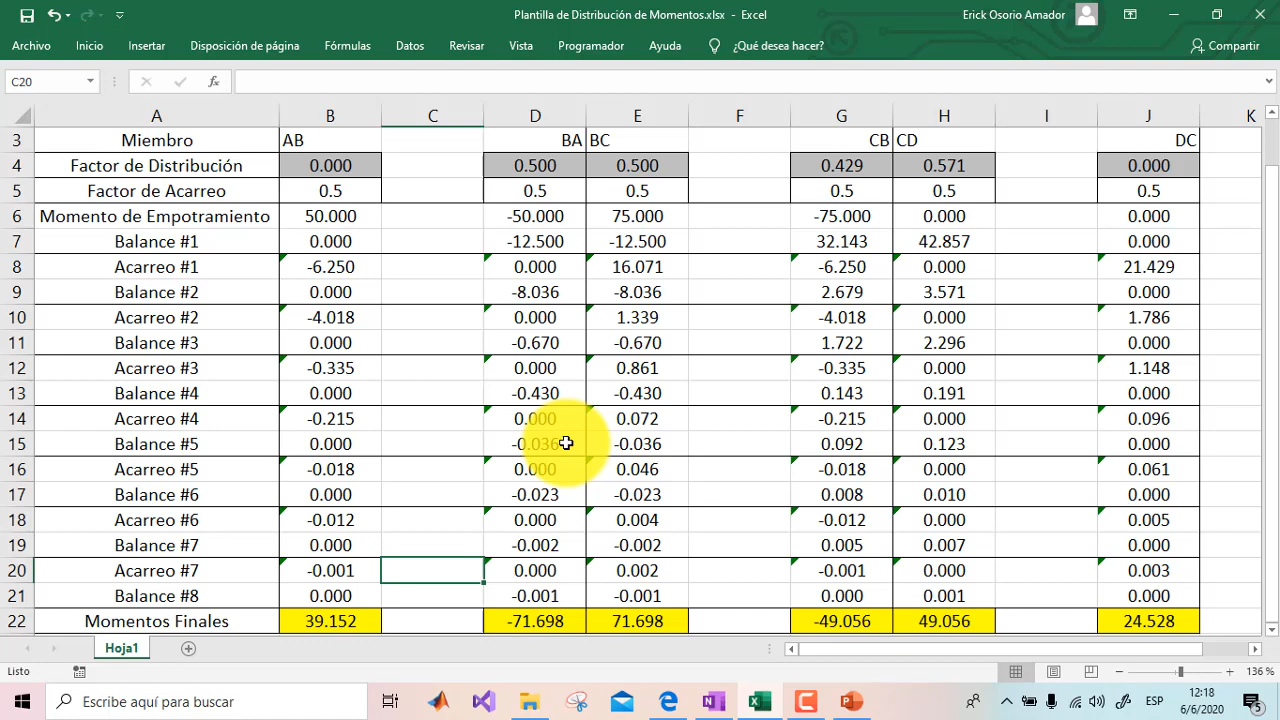 Plantilla de Distribución de Momentos.xlsx - Excel
Erick Osorio Amador
Archivo Inicio Insertar Disposición de página Fórmulas Datos Revisar Vista Programador Ayuda ¿Qué desea hacer? Compartir
C20 fx
A B C D E F G H I J K
3 Miembro AB BA BC CB CD DC
4 Factor de Distribución 0.000 0.500 0.500 0.429 0.571 0.000
5 Factor de Acarreo 0.5 0.5 0.5 0.5 0.5 0.5
6 Momento de Empotramiento 50.000 -50.000 75.000 -75.000 0.000 0.000
7 Balance #1 0.000 -12.500 -12.500 32.143 42.857 0.000
8 Acarreo #1 -6.250 0.000 16.071 -6.250 0.000 21.429
9 Balance #2 0.000 -8.036 -8.036 2.679 3.571 0.000
10 Acarreo #2 -4.018 0.000 1.339 -4.018 0.000 1.786
11 Balance #3 0.000 -0.670 -0.670 1.722 2.296 0.000
12 Acarreo #3 -0.335 0.000 0.861 -0.335 0.000 1.148
13 Balance #4 0.000 -0.430 -0.430 0.143 0.191 0.000
14 Acarreo #4 -0.215 0.000 0.072 -0.215 0.000 0.096
15 Balance #5 0.000 -0.036 -0.036 0.092 0.123 0.000
16 Acarreo #5 -0.018 0.000 0.046 -0.018 0.000 0.061
17 Balance #6 0.000 -0.023 -0.023 0.008 0.010 0.000
18 Acarreo #6 -0.012 0.000 0.004 -0.012 0.000 0.005
19 Balance #7 0.000 -0.002 -0.002 0.005 0.007 0.000
20 Acarreo #7 -0.001 0.000 0.002 -0.001 0.000 0.003
21 Balance #8 0.000 -0.001 -0.001 0.000 0.001 0.000
22 Momentos Finales 39.152 -71.698 71.698 -49.056 49.056 24.528
Hoja1
Listo 136 %
Escribe aquí para buscar
ESP
12:18
6/6/2020
5